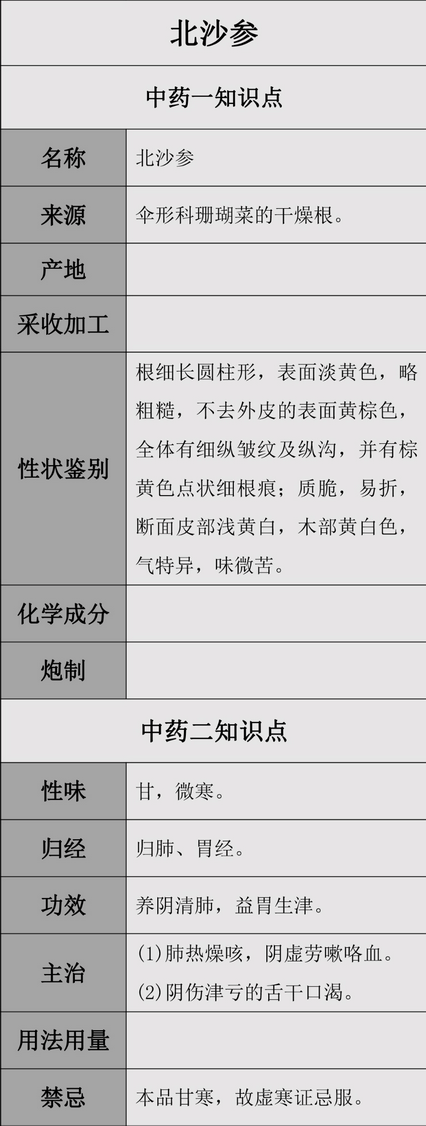 北沙参
中药一知识点
名称
北沙参
来源
伞形科珊瑚菜的干燥根。
产地
采收加工
性状鉴别
根细长圆柱形，表面淡黄色，略
粗糙，不去外皮的表面黄棕色，
全体有细纵皱纹及纵沟，并有棕
黄色点状细根痕；质脆，易折，
断面皮部浅黄白，木部黄白色，
气特异，味微苦。
化学成分
炮制
中药二知识点
性味
甘，微寒。
归经
归肺、胃经。
功效
养阴清肺，益胃生津。
主治
(1)肺热燥咳，阴虚劳嗽咯血。
(2)阴伤津亏的舌干口渴。
用法用量
禁忌
本品甘寒，故虚寒证忌服。